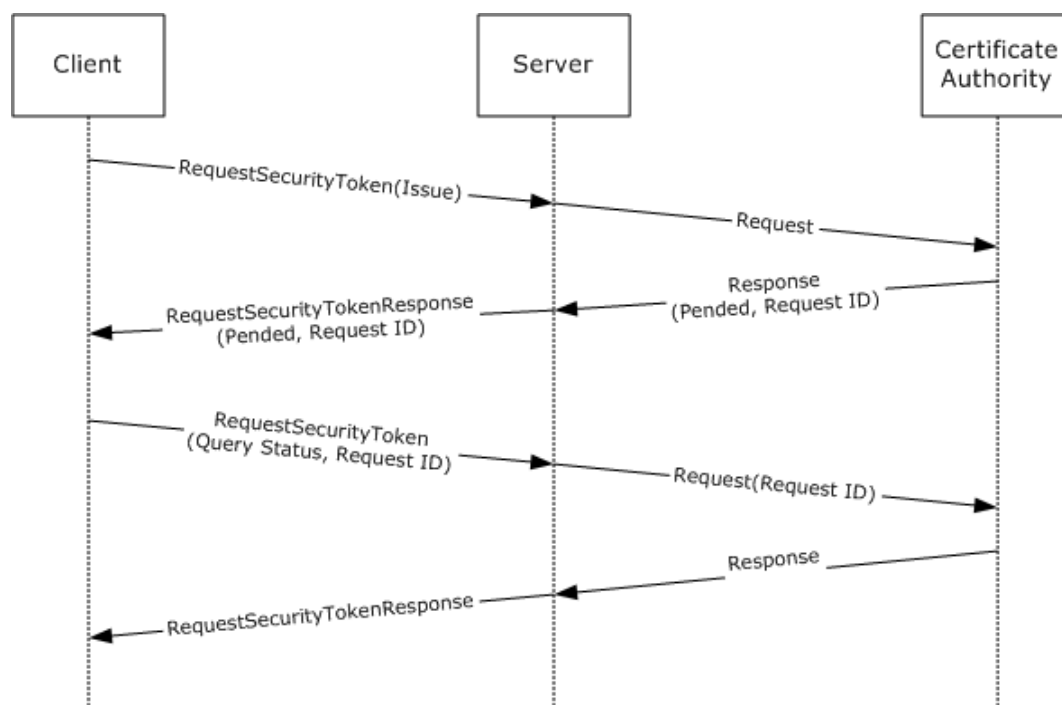 Client
Server
Certificate
Authority
RequestSecurityToken(Issue)
Request
Response
(Pended, Request ID)
RequestSecurityTokenResponse
(Pended, Request ID)
RequestSecurityToken
(Query Status, Request ID)
Request(Request ID)
Response
RequestSecurityTokenResponse